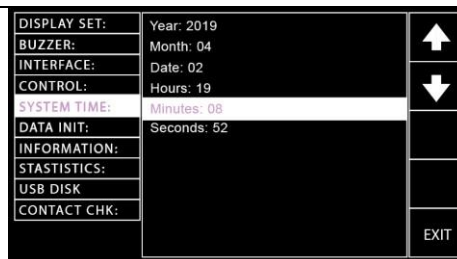 DISPLAY SET:
BUZZER:
INTERFACE:
CONTROL:
SYSTEM TIME:
DATA INIT:
INFORMATION:
STASTISTICS:
USB DISK
CONTACT CHK:
Year: 2019
Month: 04
Date: 02
Hours: 19
Minutes: 08
Seconds: 52
EXIT